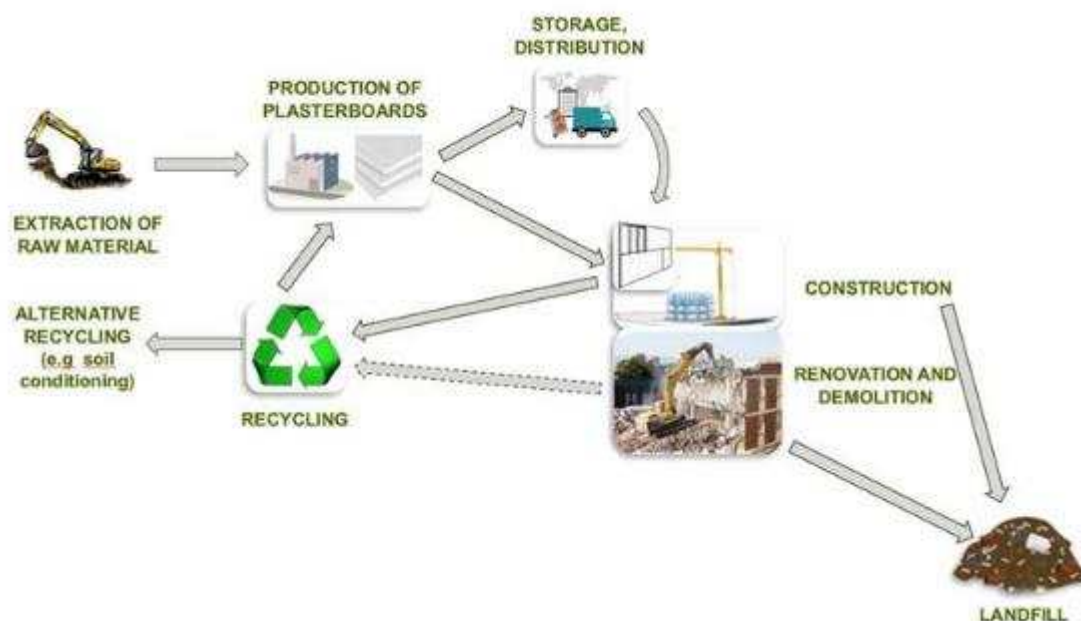 STORAGE,
DISTRIBUTION
PRODUCTION OF
PLASTERBOARDS
EXTRACTION OF
RAW MATERIAL
ALTERNATIVE
RECYCLING
(e.g soil
conditioning)
RECYCLING
CONSTRUCTION
RENOVATION AND
DEMOLITION
LANDFILL